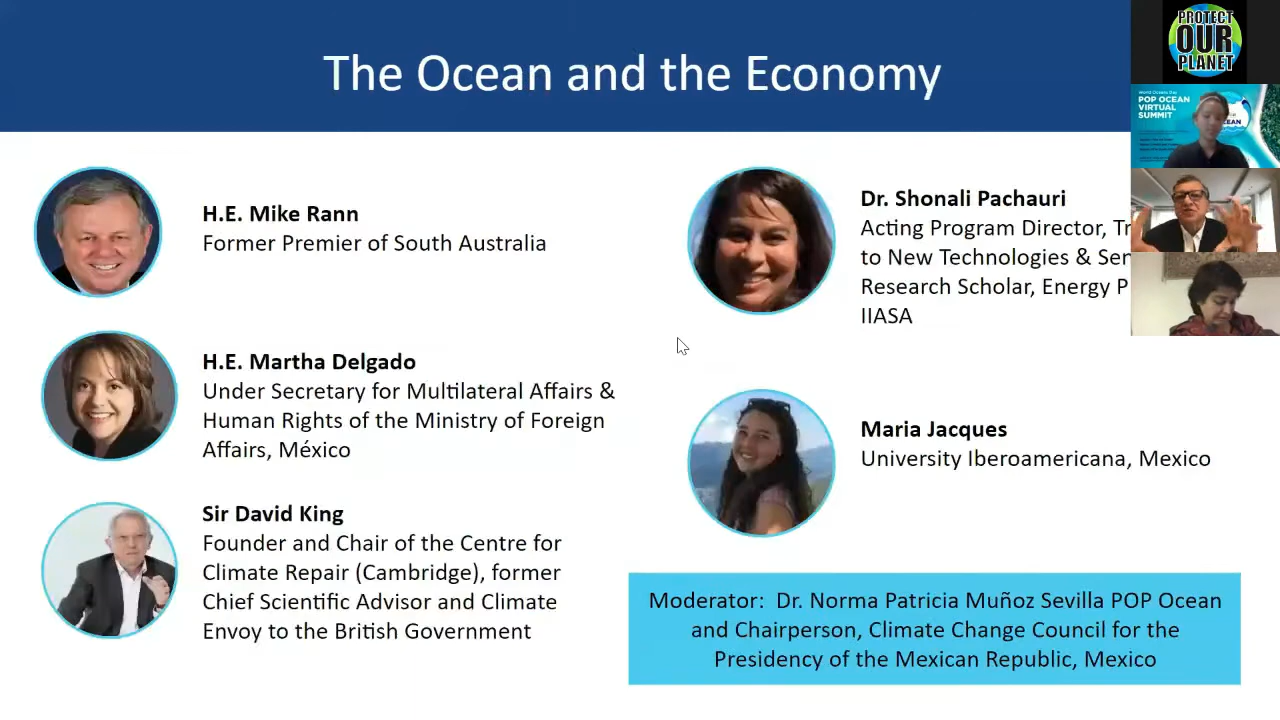 The Ocean and the Economy
H.E. Mike Rann
Former Premier of South Australia
H.E. Martha Delgado
Under Secretary for Multilateral Affairs &
Human Rights of the Ministry of Foreign
Affairs, México
Sir David King
Founder and Chair of the Centre for
Climate Repair (Cambridge), former
Chief Scientific Advisor and Climate
Envoy to the British Government
Dr. Shonali Pachauri
Acting Program Director, Tr
to New Technologies & Ser
Research Scholar, Energy P
IIASA
Maria Jacques
University Iberoamericana, Mexico
Moderator: Dr. Norma Patricia Muñoz Sevilla POP Ocean
and Chairperson, Climate Change Council for the
Presidency of the Mexican Republic, Mexico
PROTECT
OUR
PLANET
World Oceans Day
POP OCEAN
VIRTUAL
SUMMIT